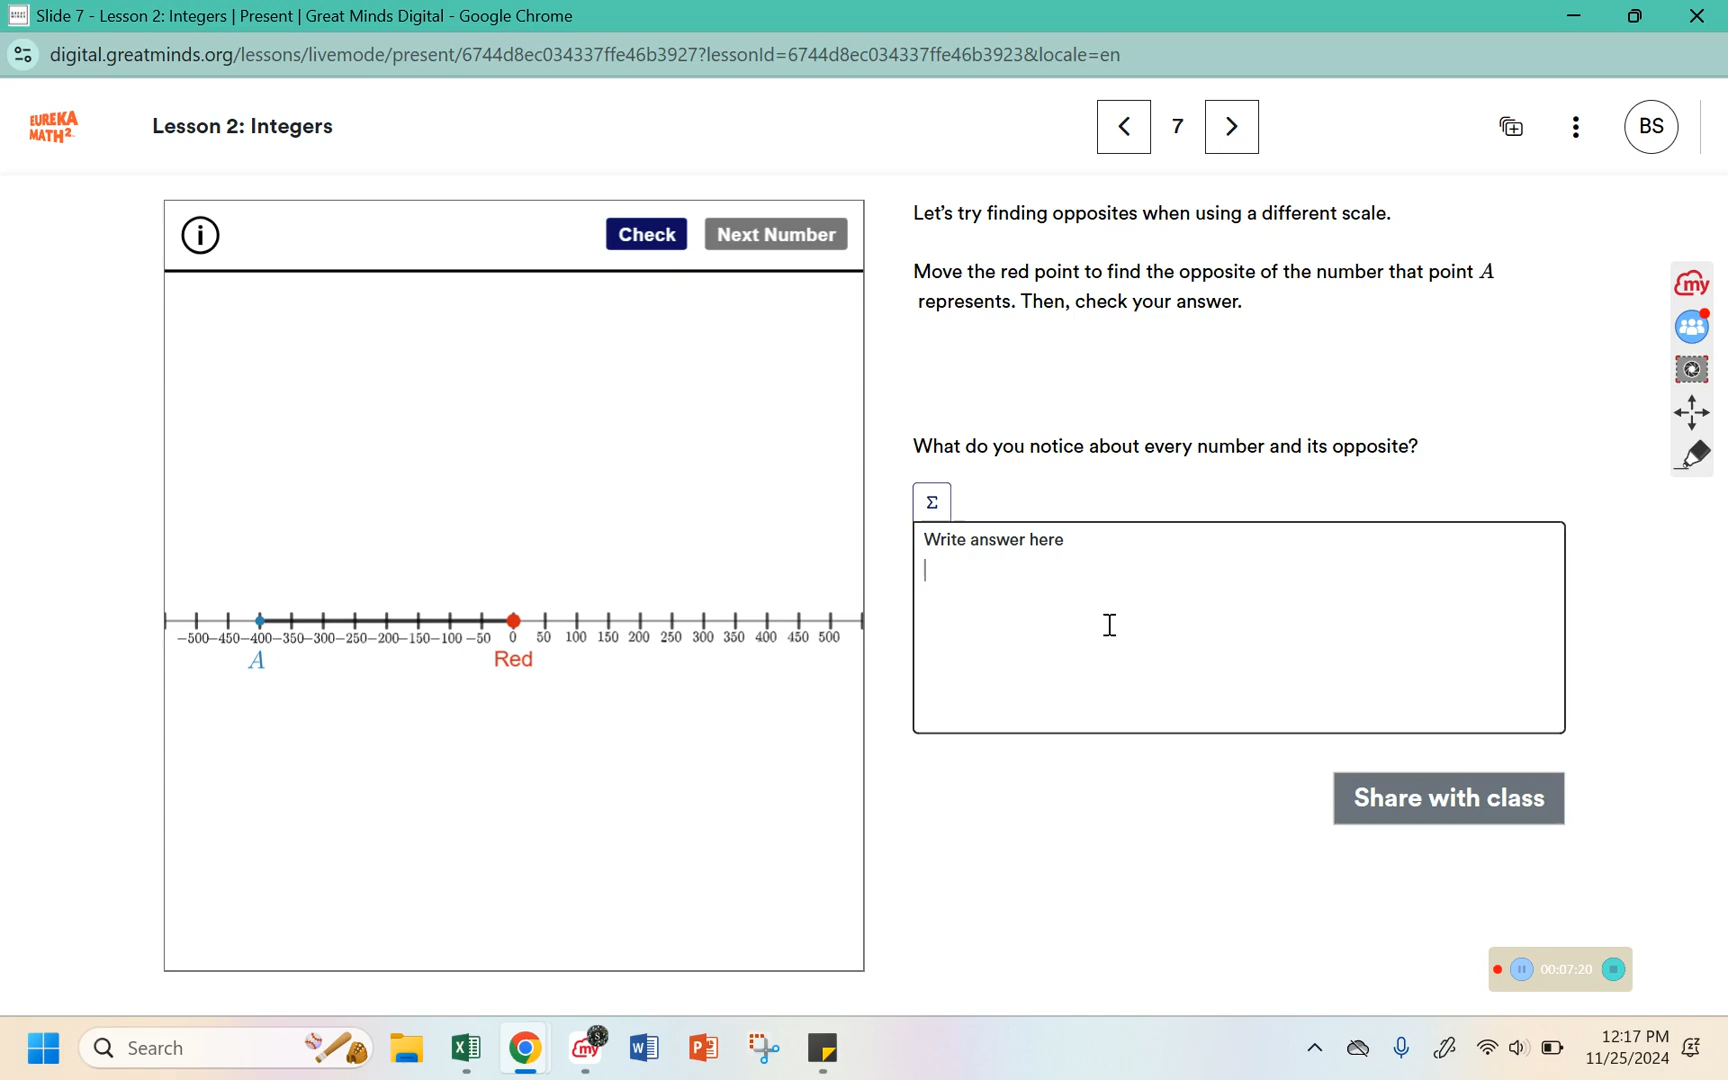 Slide 7 - Lesson 2: Integers | Present | Great Minds Digital - Google Chrome
digital.greatminds.org/lessons/livemode/present/6744d8ec034337ffe46b3927?lessonId=6744d8ec034337ffe46b3923&locale=en
EUREKA
MATH²
Lesson 2: Integers
7
BS
Check
Next Number
Let's try finding opposites when using a different scale.
Move the red point to find the opposite of the number that point A
represents. Then, check your answer.
my
What do you notice about every number and its opposite?
Σ
Write answer here
−500 −450 −400 −350 −300 −250 −200 −150 −100 −50 0 50 100 150 200 250 300 350 400 450 500
A
Red
Share with class
00:07:20
Search
my
12:17 PM
11/25/2024